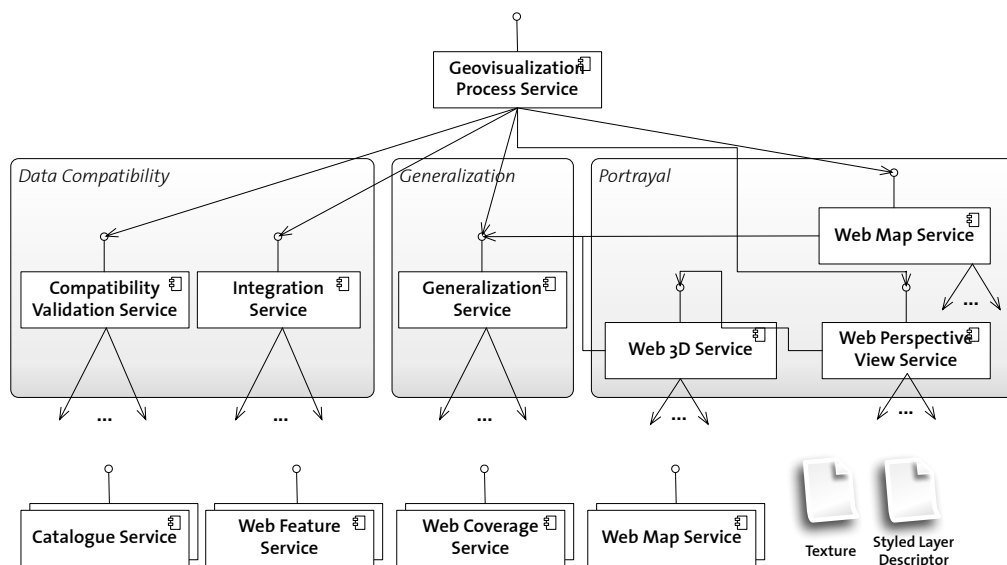 Geovisualization
Process Service
Data Compatibility
Generalization
Portrayal
Web Map Service
Compatibility
Validation Service
Integration
Service
Generalization
Service
Web 3D Service
Web Perspective
View Service
...
...
...
...
...
...
Catalogue Service
Web Feature
Service
Web Coverage
Service
Web Map Service
Texture
Styled Layer
Descriptor